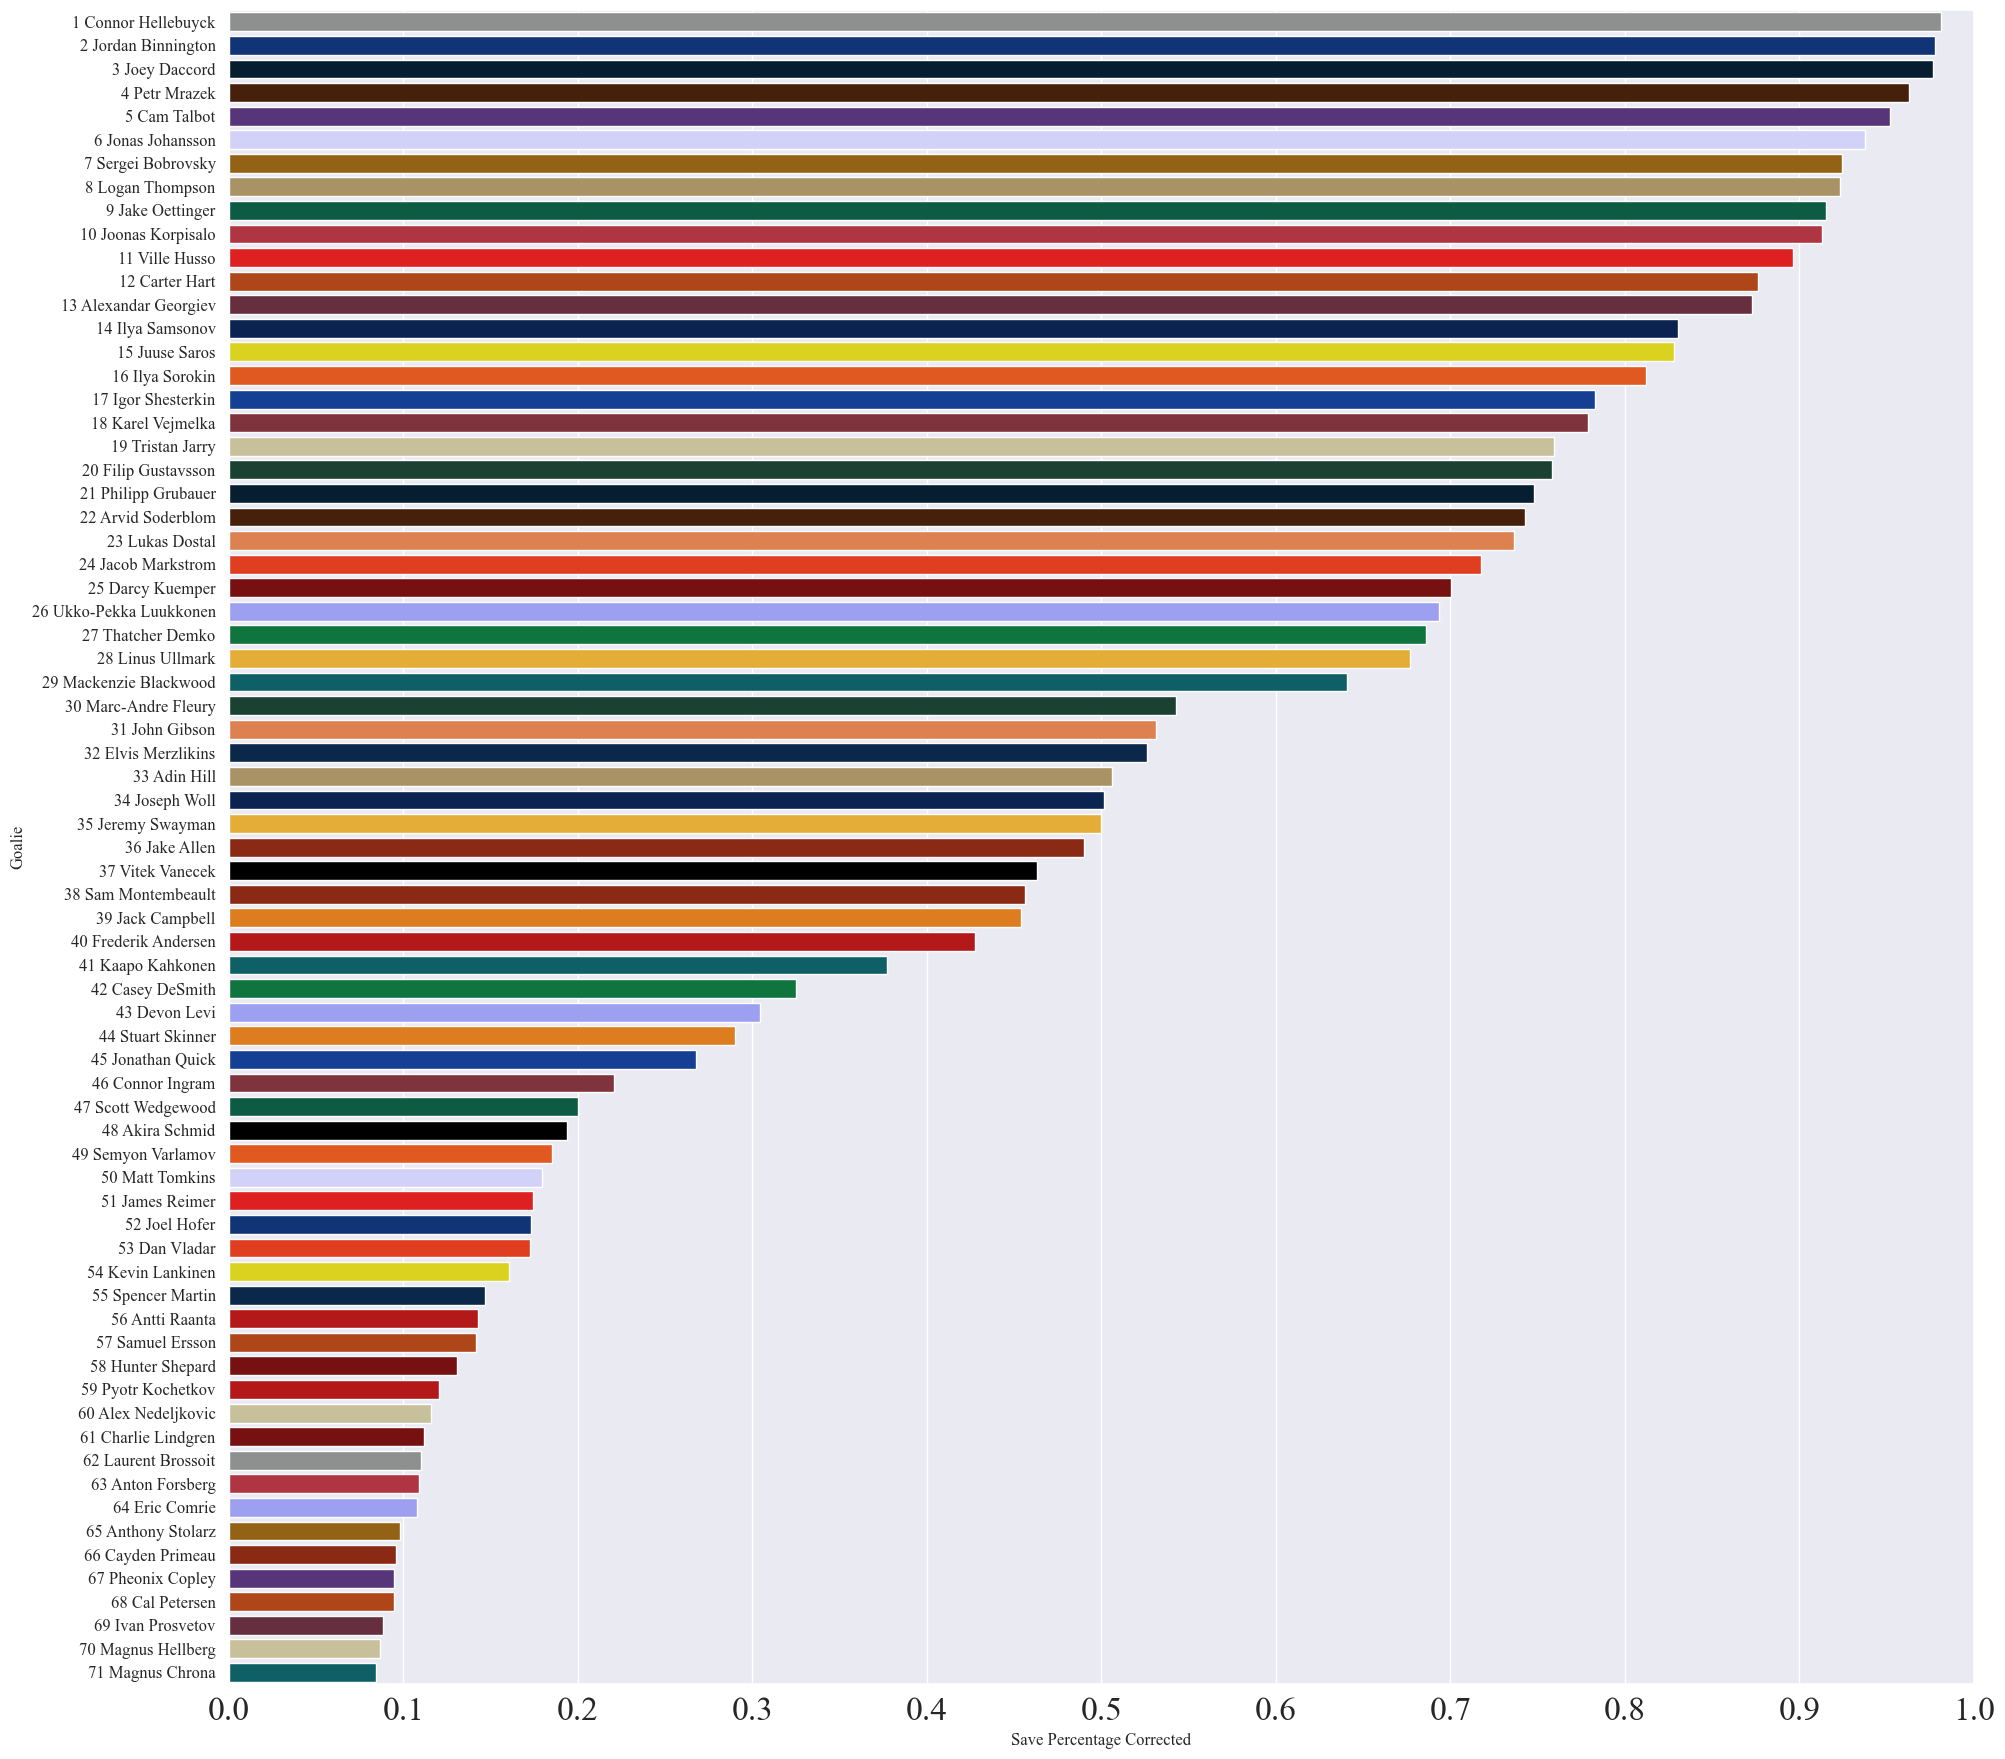 1 Connor Hellebuyck
2 Jordan Binnington
3 Joey Daccord
4 Petr Mrazek
5 Cam Talbot
6 Jonas Johansson
7 Sergei Bobrovsky
8 Logan Thompson
9 Jake Oettinger
10 Joonas Korpisalo
11 Ville Husso
12 Carter Hart
13 Alexandar Georgiev
14 Ilya Samsonov
15 Juuse Saros
16 Ilya Sorokin
17 Igor Shesterkin
18 Karel Vejmelka
19 Tristan Jarry
20 Filip Gustavsson
21 Philipp Grubauer
22 Arvid Soderblom
23 Lukas Dostal
24 Jacob Markstrom
25 Darcy Kuemper
26 Ukko-Pekka Luukkonen
27 Thatcher Demko
28 Linus Ullmark
29 Mackenzie Blackwood
30 Marc-Andre Fleury
31 John Gibson
32 Elvis Merzlikins
33 Adin Hill
34 Joseph Woll
35 Jeremy Swayman
36 Jake Allen
37 Vitek Vanecek
38 Sam Montembeault
39 Jack Campbell
40 Frederik Andersen
41 Kaapo Kahkonen
42 Casey DeSmith
43 Devon Levi
44 Stuart Skinner
45 Jonathan Quick
46 Connor Ingram
47 Scott Wedgewood
48 Akira Schmid
49 Semyon Varlamov
50 Matt Tomkins
51 James Reimer
52 Joel Hofer
53 Dan Vladar
54 Kevin Lankinen
55 Spencer Martin
56 Antti Raanta
57 Samuel Ersson
58 Hunter Shepard
59 Pyotr Kochetkov
60 Alex Nedeljkovic
61 Charlie Lindgren
62 Laurent Brossoit
63 Anton Forsberg
64 Eric Comrie
65 Anthony Stolarz
66 Cayden Primeau
67 Pheonix Copley
68 Cal Petersen
69 Ivan Prosvetov
70 Magnus Hellberg
71 Magnus Chrona
Goalie
0.0 0.1 0.2 0.3 0.4 0.5 0.6 0.7 0.8 0.9 1.0
Save Percentage Corrected